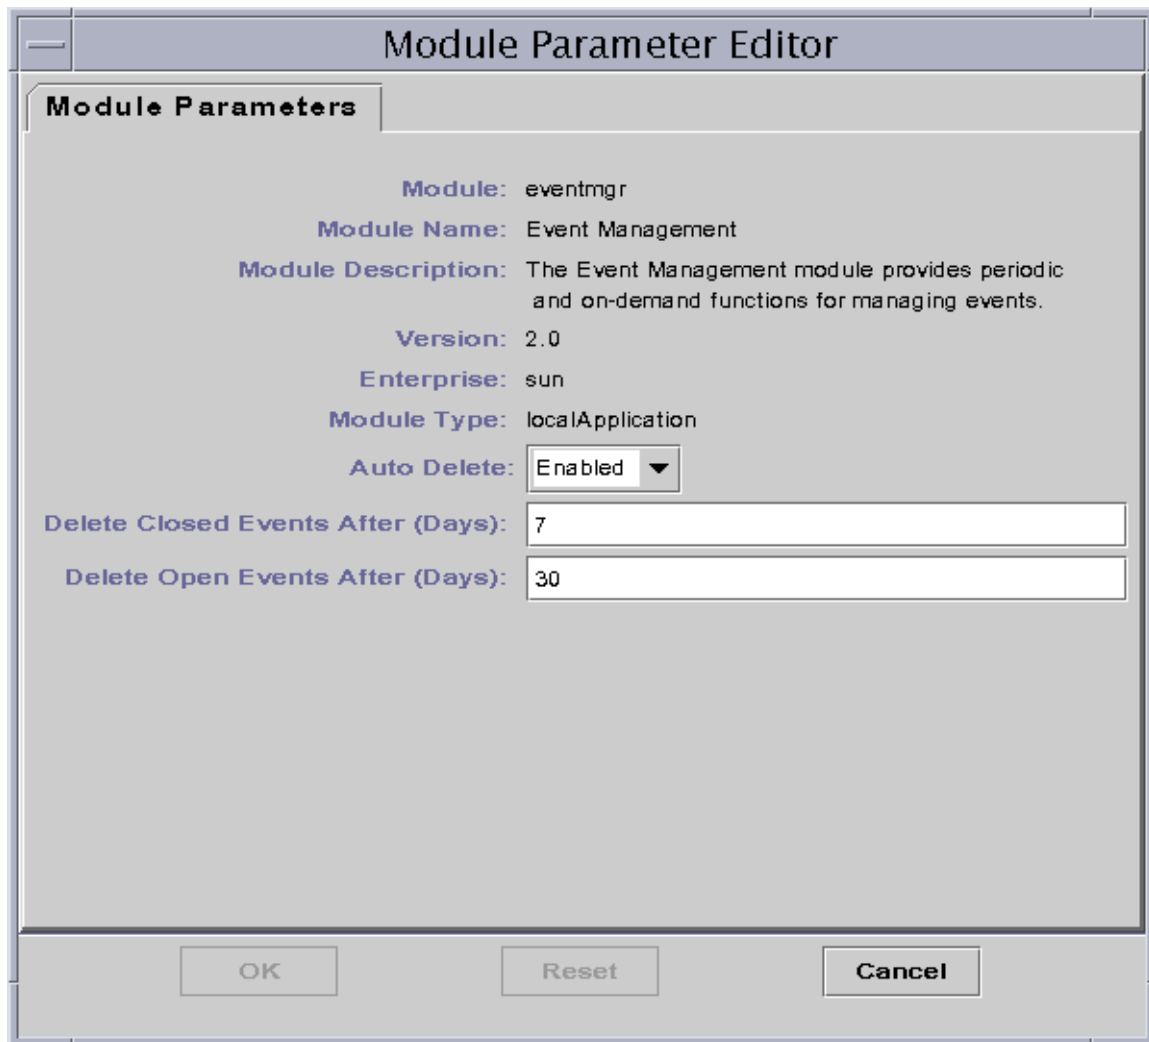 Module Parameter Editor
Module Parameters
Module: eventmgr
Module Name: Event Management
Module Description: The Event Management module provides periodic
and on-demand functions for managing events.
Version: 2.0
Enterprise: sun
Module Type: localApplication
Auto Delete: Enabled
Delete Closed Events After (Days): 7
Delete Open Events After (Days): 30
OK Reset Cancel